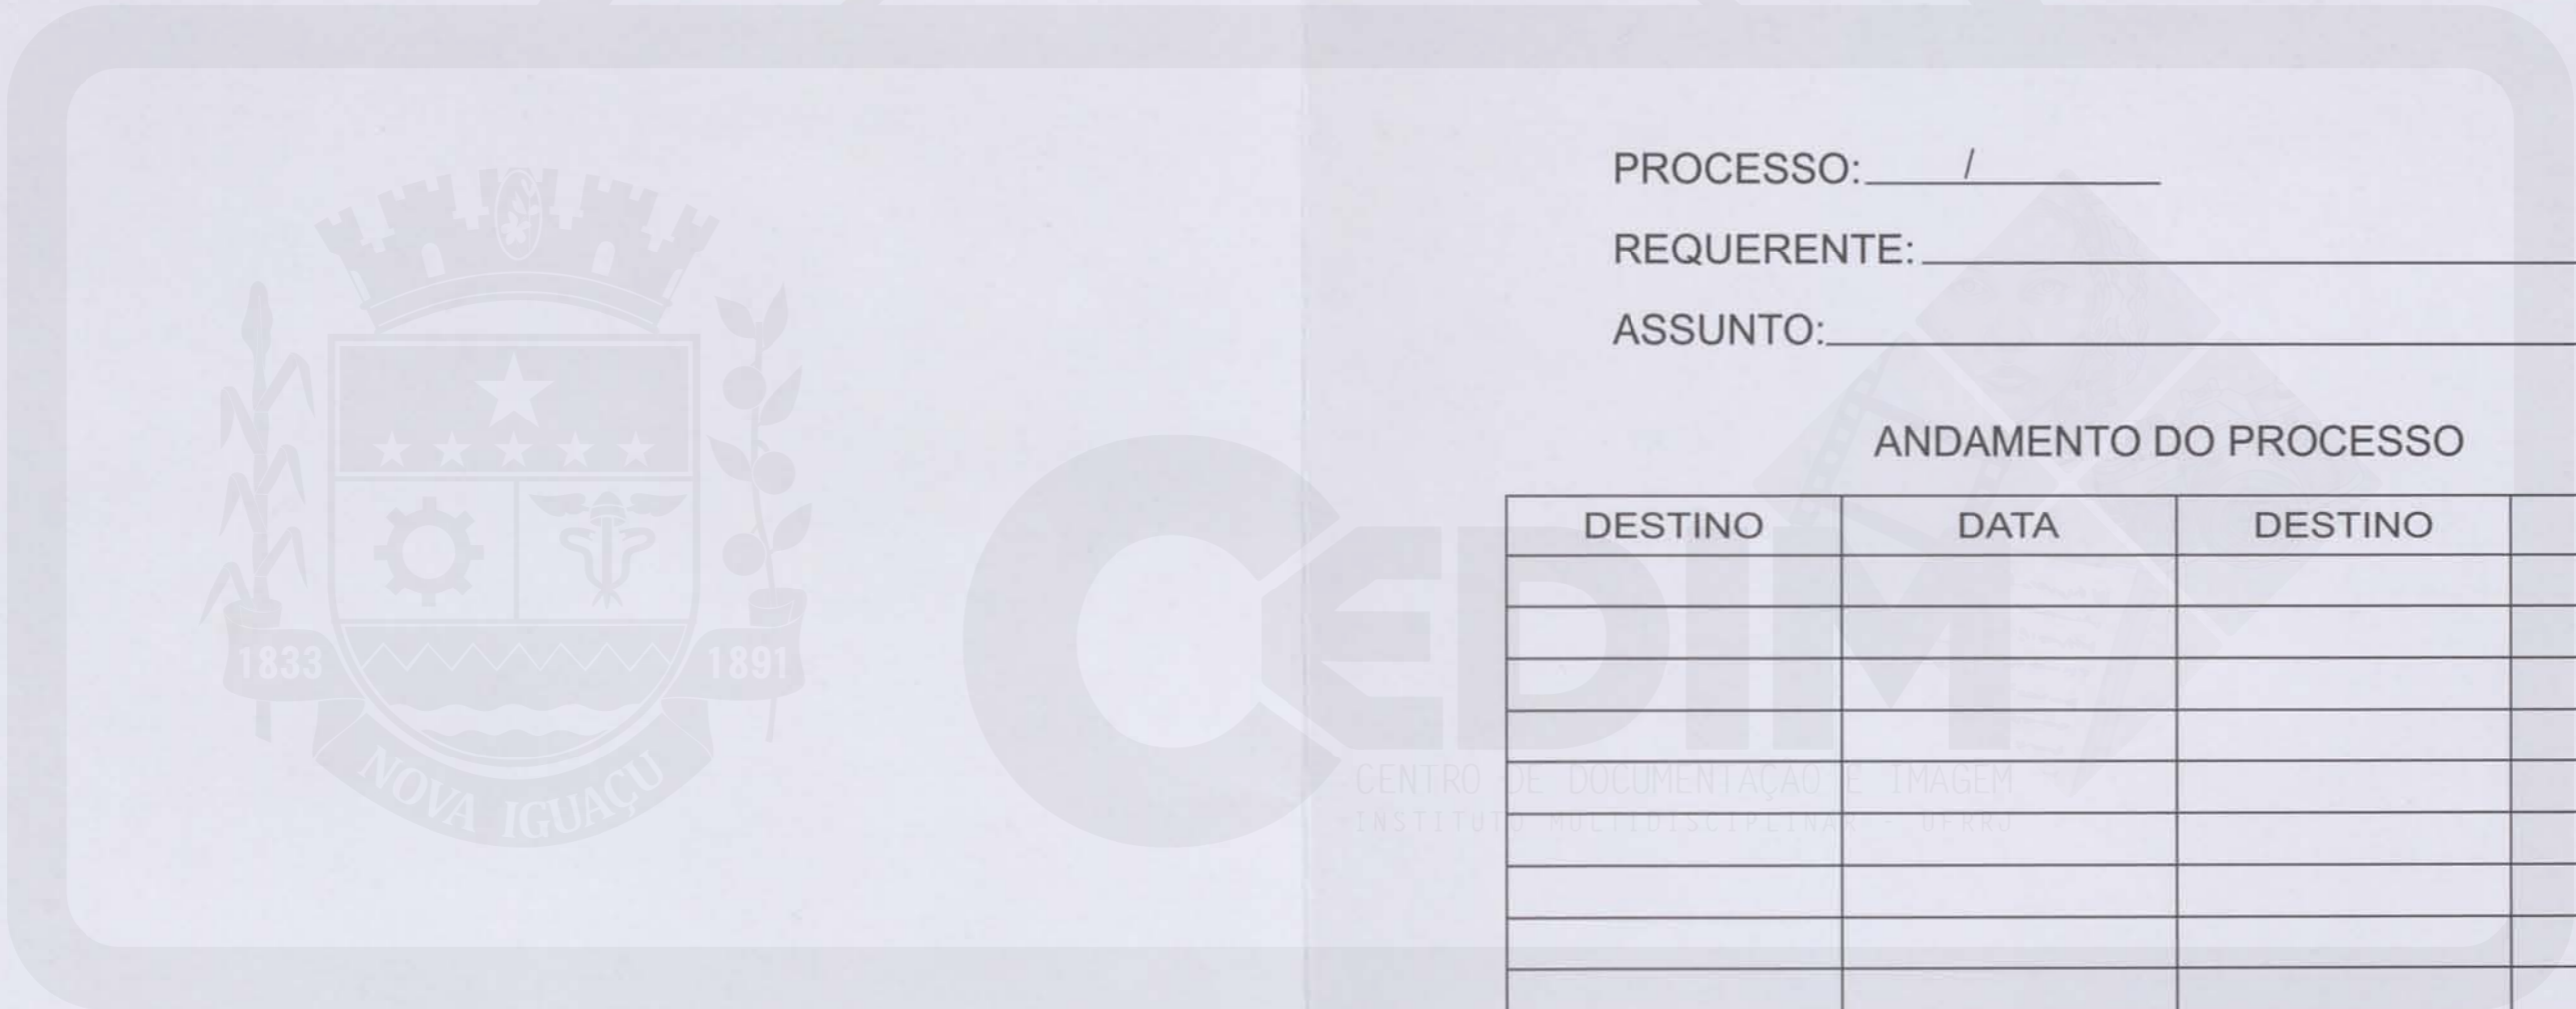 PROCESSO: /
REQUERENTE:
ASSUNTO:
ANDAMENTO DO PROCESSO
DESTINO DATA DESTINO
1833 1891
NOVA IGUAÇU
CEDIM
CENTRO DE DOCUMENTAÇÃO E IMAGEM
INSTITUTO MULTIDISCIPLINAR - UFRRJ